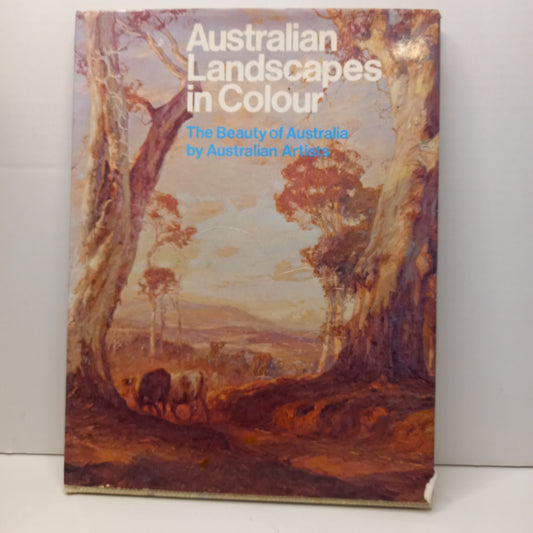 Australian
Landscapes
in Colour
The Beauty of Australia
by Australian Artists